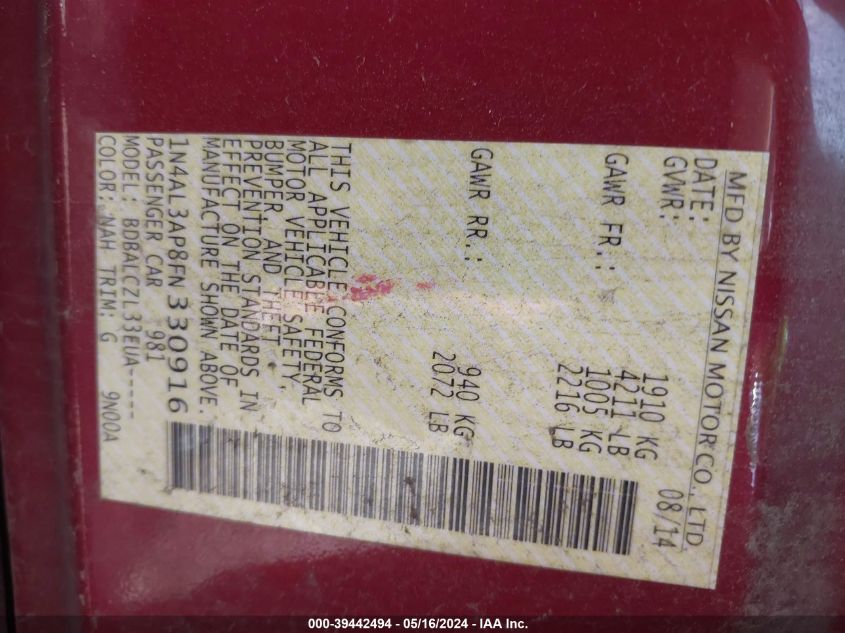 MFD BY NISSAN MOTOR CO., LTD.
DATE: 08/14
GVWR: 1910 KG
4211 LB
GAWR FR.: 1005 KG
2216 LB
GAWR RR.: 940 KG
2072 LB
THIS VEHICLE CONFORMS TO
ALL APPLICABLE FEDERAL
MOTOR VEHICLE SAFETY,
BUMPER AND THEFT
PREVENTION STANDARDS IN
EFFECT ON THE DATE OF
MANUFACTURE SHOWN ABOVE.
1N4AL3AP8FN330916
PASSENGER CAR 981
MODEL: BDBALCZL33EUA-----
COLOR: NAH TRIM: G 9N00A
000-39442494 - 05/16/2024 - IAA Inc.